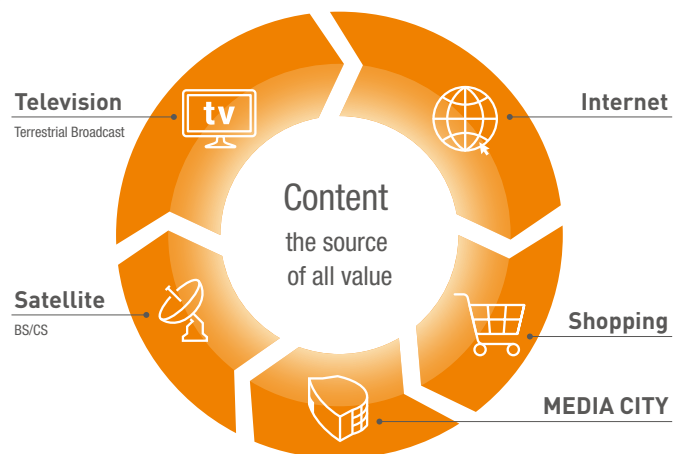 Television
Terrestrial Broadcast
tv
Internet
Content
the source
of all value
Satellite
BS/CS
Shopping
MEDIA CITY